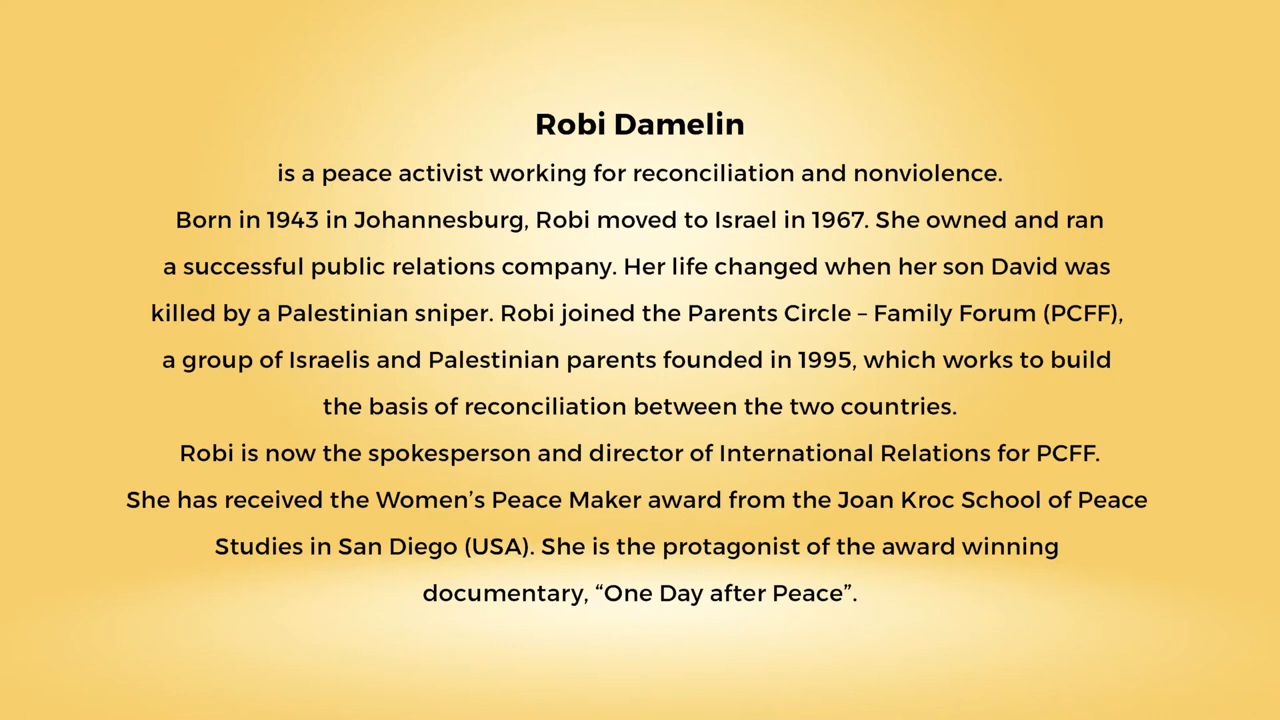 Robi Damelin
is a peace activist working for reconciliation and nonviolence.
Born in 1943 in Johannesburg, Robi moved to Israel in 1967. She owned and ran
a successful public relations company. Her life changed when her son David was
killed by a Palestinian sniper. Robi joined the Parents Circle – Family Forum (PCFF),
a group of Israelis and Palestinian parents founded in 1995, which works to build
the basis of reconciliation between the two countries.
Robi is now the spokesperson and director of International Relations for PCFF.
She has received the Women’s Peace Maker award from the Joan Kroc School of Peace
Studies in San Diego (USA). She is the protagonist of the award winning
documentary, “One Day after Peace”.